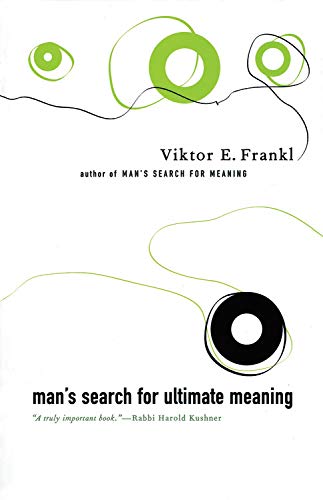 Viktor E. Frankl
author of MAN'S SEARCH FOR MEANING
man's search for ultimate meaning
"A truly important book."—Rabbi Harold Kushner